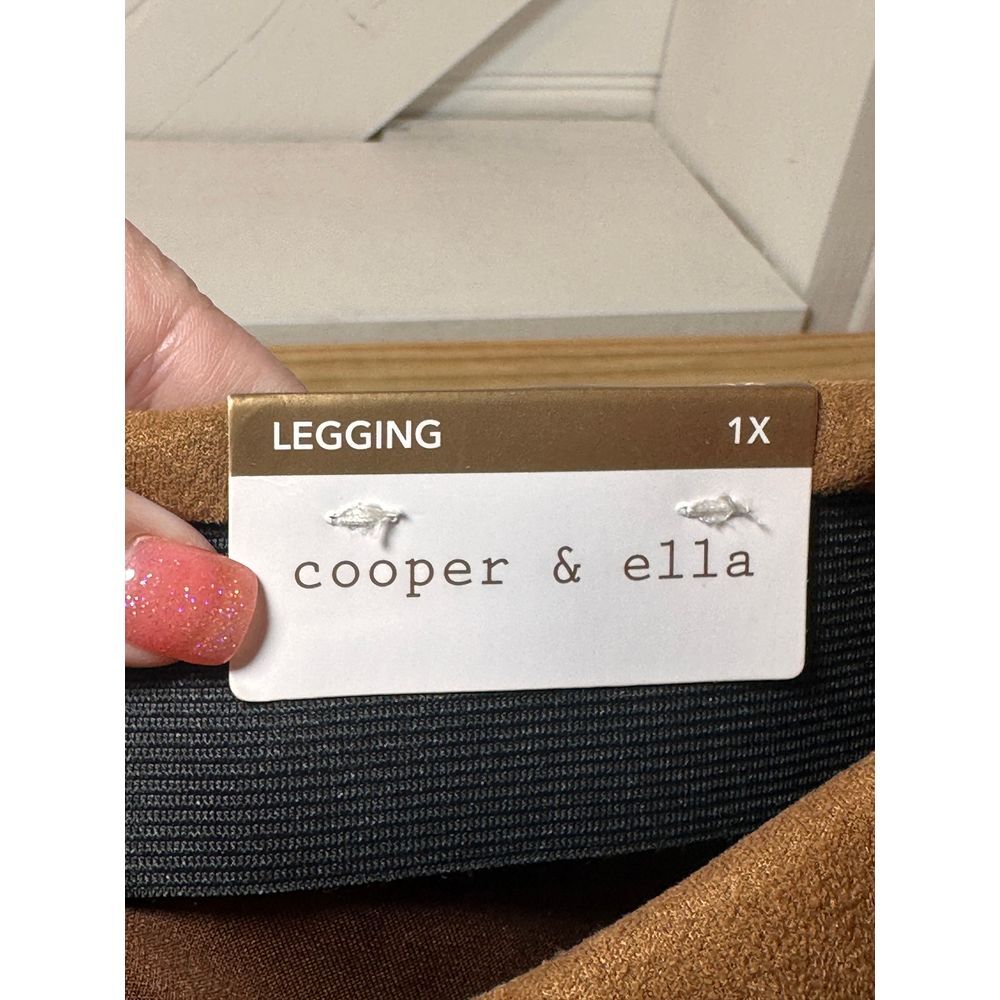 LEGGING 1X
cooper & ella